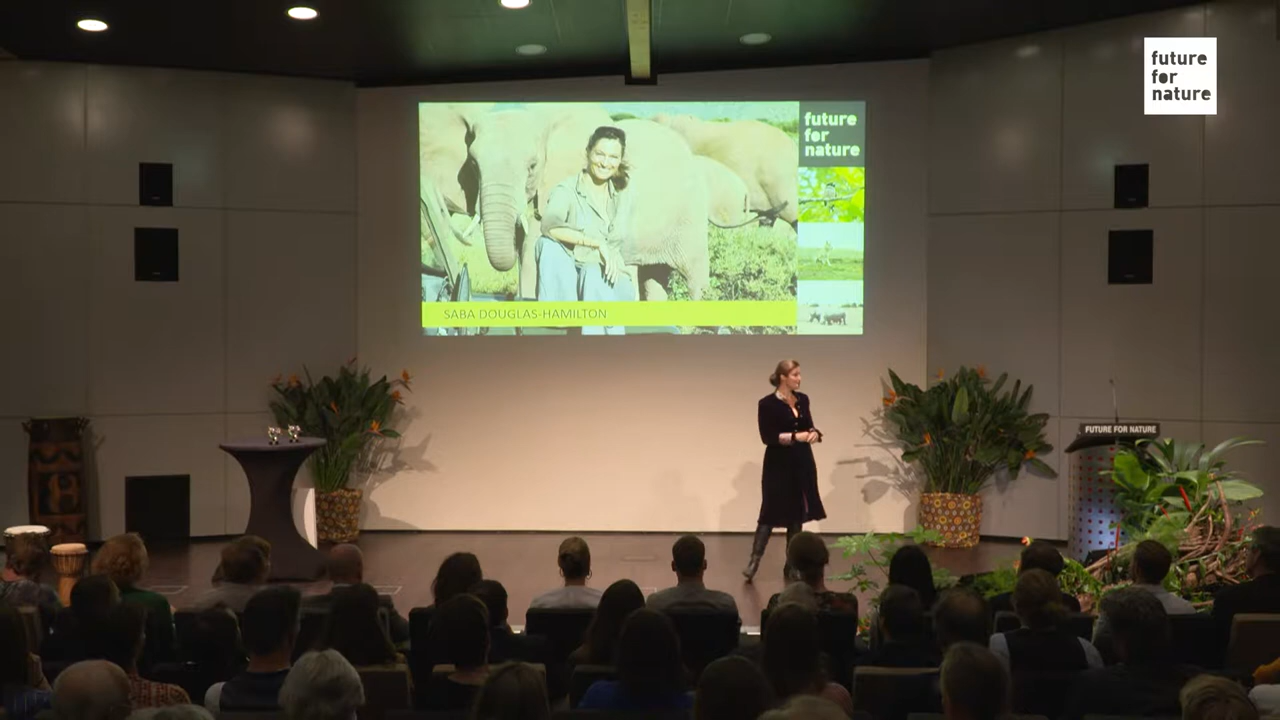 future
for
nature
future
for
nature
SABA DOUGLAS-HAMILTON
FUTURE FOR NATURE